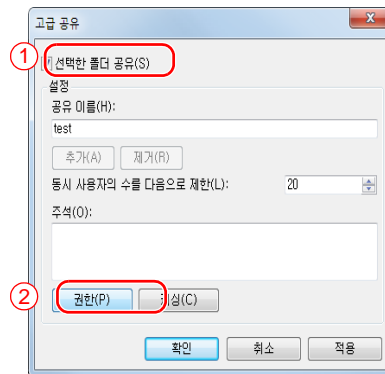 고급 공유
① 선택한 폴더 공유(S)
설정
공유 이름(H):
test
추가(A) 제거(R)
동시 사용자의 수를 다음으로 제한(L): 20
주석(O):
② 권한(P) 캐싱(C)
확인 취소 적용